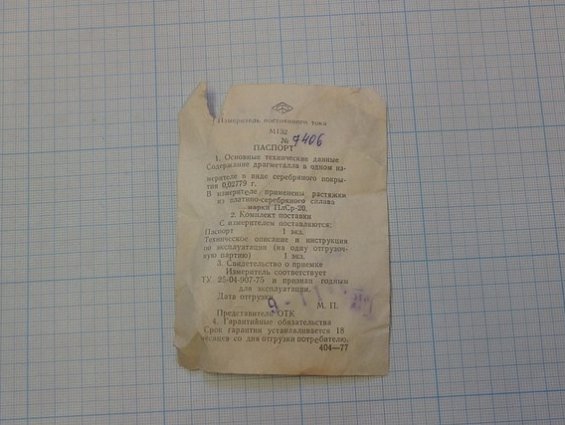 Измеритель постоянного тока
М132
№ 7406
ПАСПОРТ
1. Основные технические данные
Содержание драгметалла в одном из-
мерителе в виде серебряного покры-
тия 0,02779 г.
В измерителе применены растяжки
из платино-серебряного сплава
марки ПлСр-20.
2. Комплект поставки
С измерителем поставляются:
Паспорт 1 экз.
Техническое описание и инструкция
по эксплуатации (на одну отгрузоч-
ную партию) 1 экз.
3. Свидетельство о приемке
Измеритель соответствует
ТУ 25-04-907-75 и признан годным
для эксплуатации.
Дата отгрузки
М. П.
Представитель ОТК
4. Гарантийные обязательства
Срок гарантии устанавливается 18
месяцев со дня отгрузки потребителю.
404—77